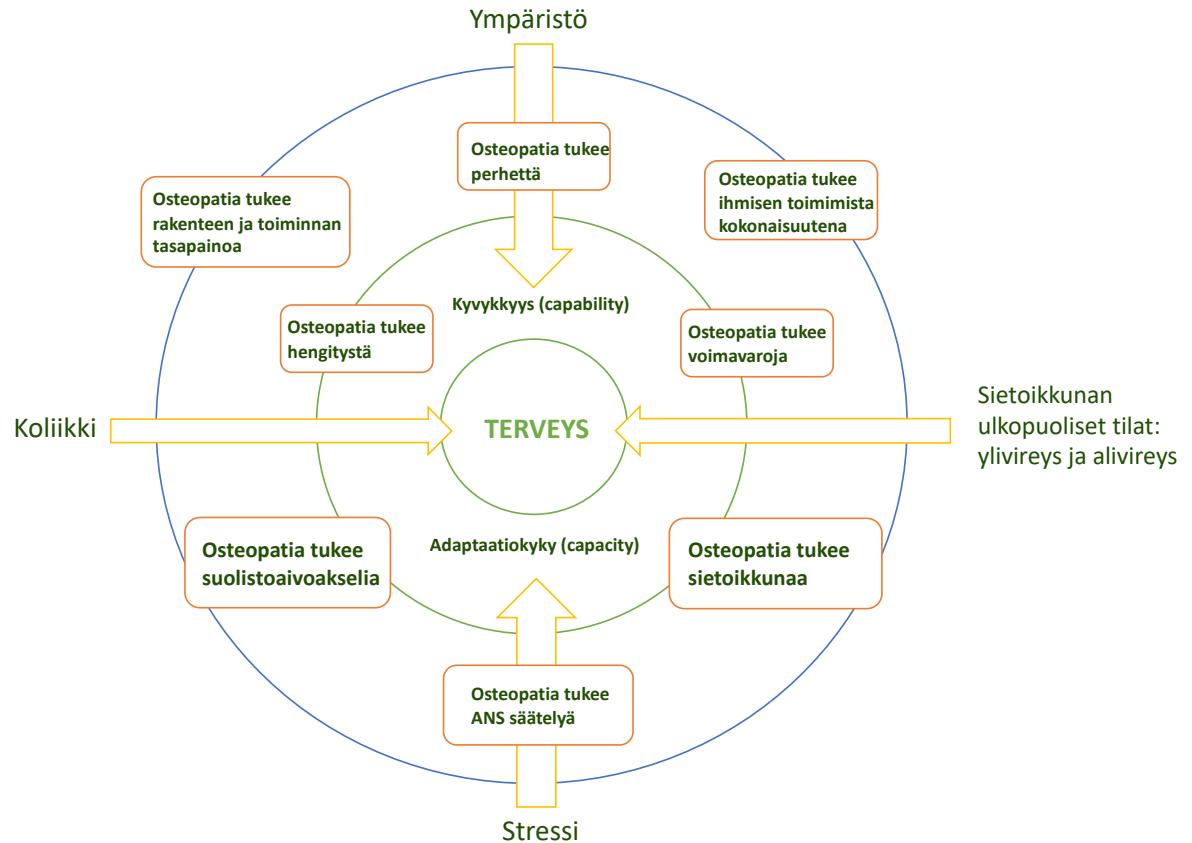 Ympäristö
Osteopatia tukee
perhettä
Osteopatia tukee
rakenteen ja toiminnan
tasapainoa
Osteopatia tukee
ihmisen toimimista
kokonaisuutena
Kyvykkyys (capability)
Osteopatia tukee
hengitystä
Osteopatia tukee
voimavaroja
Koliikki
TERVEYS
Sietoikkunan
ulkopuoliset tilat:
ylivireys ja alivireys
Osteopatia tukee
suolistoaivoakselia
Adaptaatiokyky (capacity)
Osteopatia tukee
sietoikkunaa
Osteopatia tukee
ANS säätelyä
Stressi